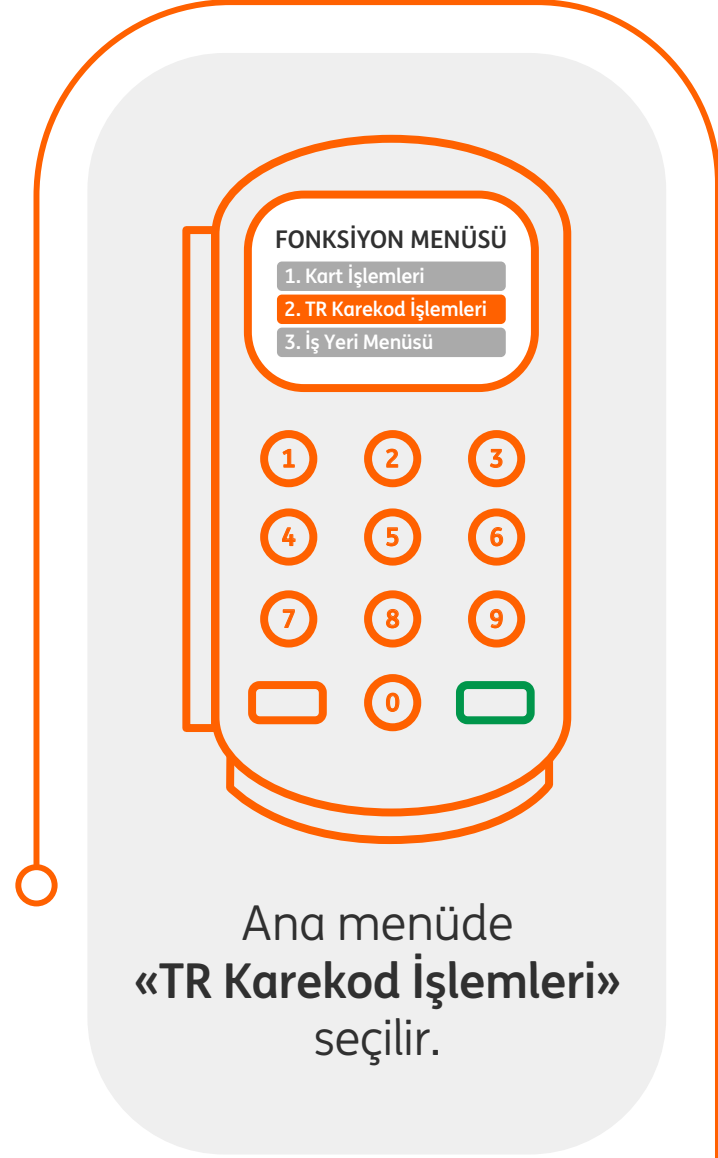 FONKSİYON MENÜSÜ
1. Kart İşlemleri
2. TR Karekod İşlemleri
3. İş Yeri Menüsü
1 2 3
4 5 6
7 8 9
0
Ana menüde
«TR Karekod İşlemleri»
seçilir.